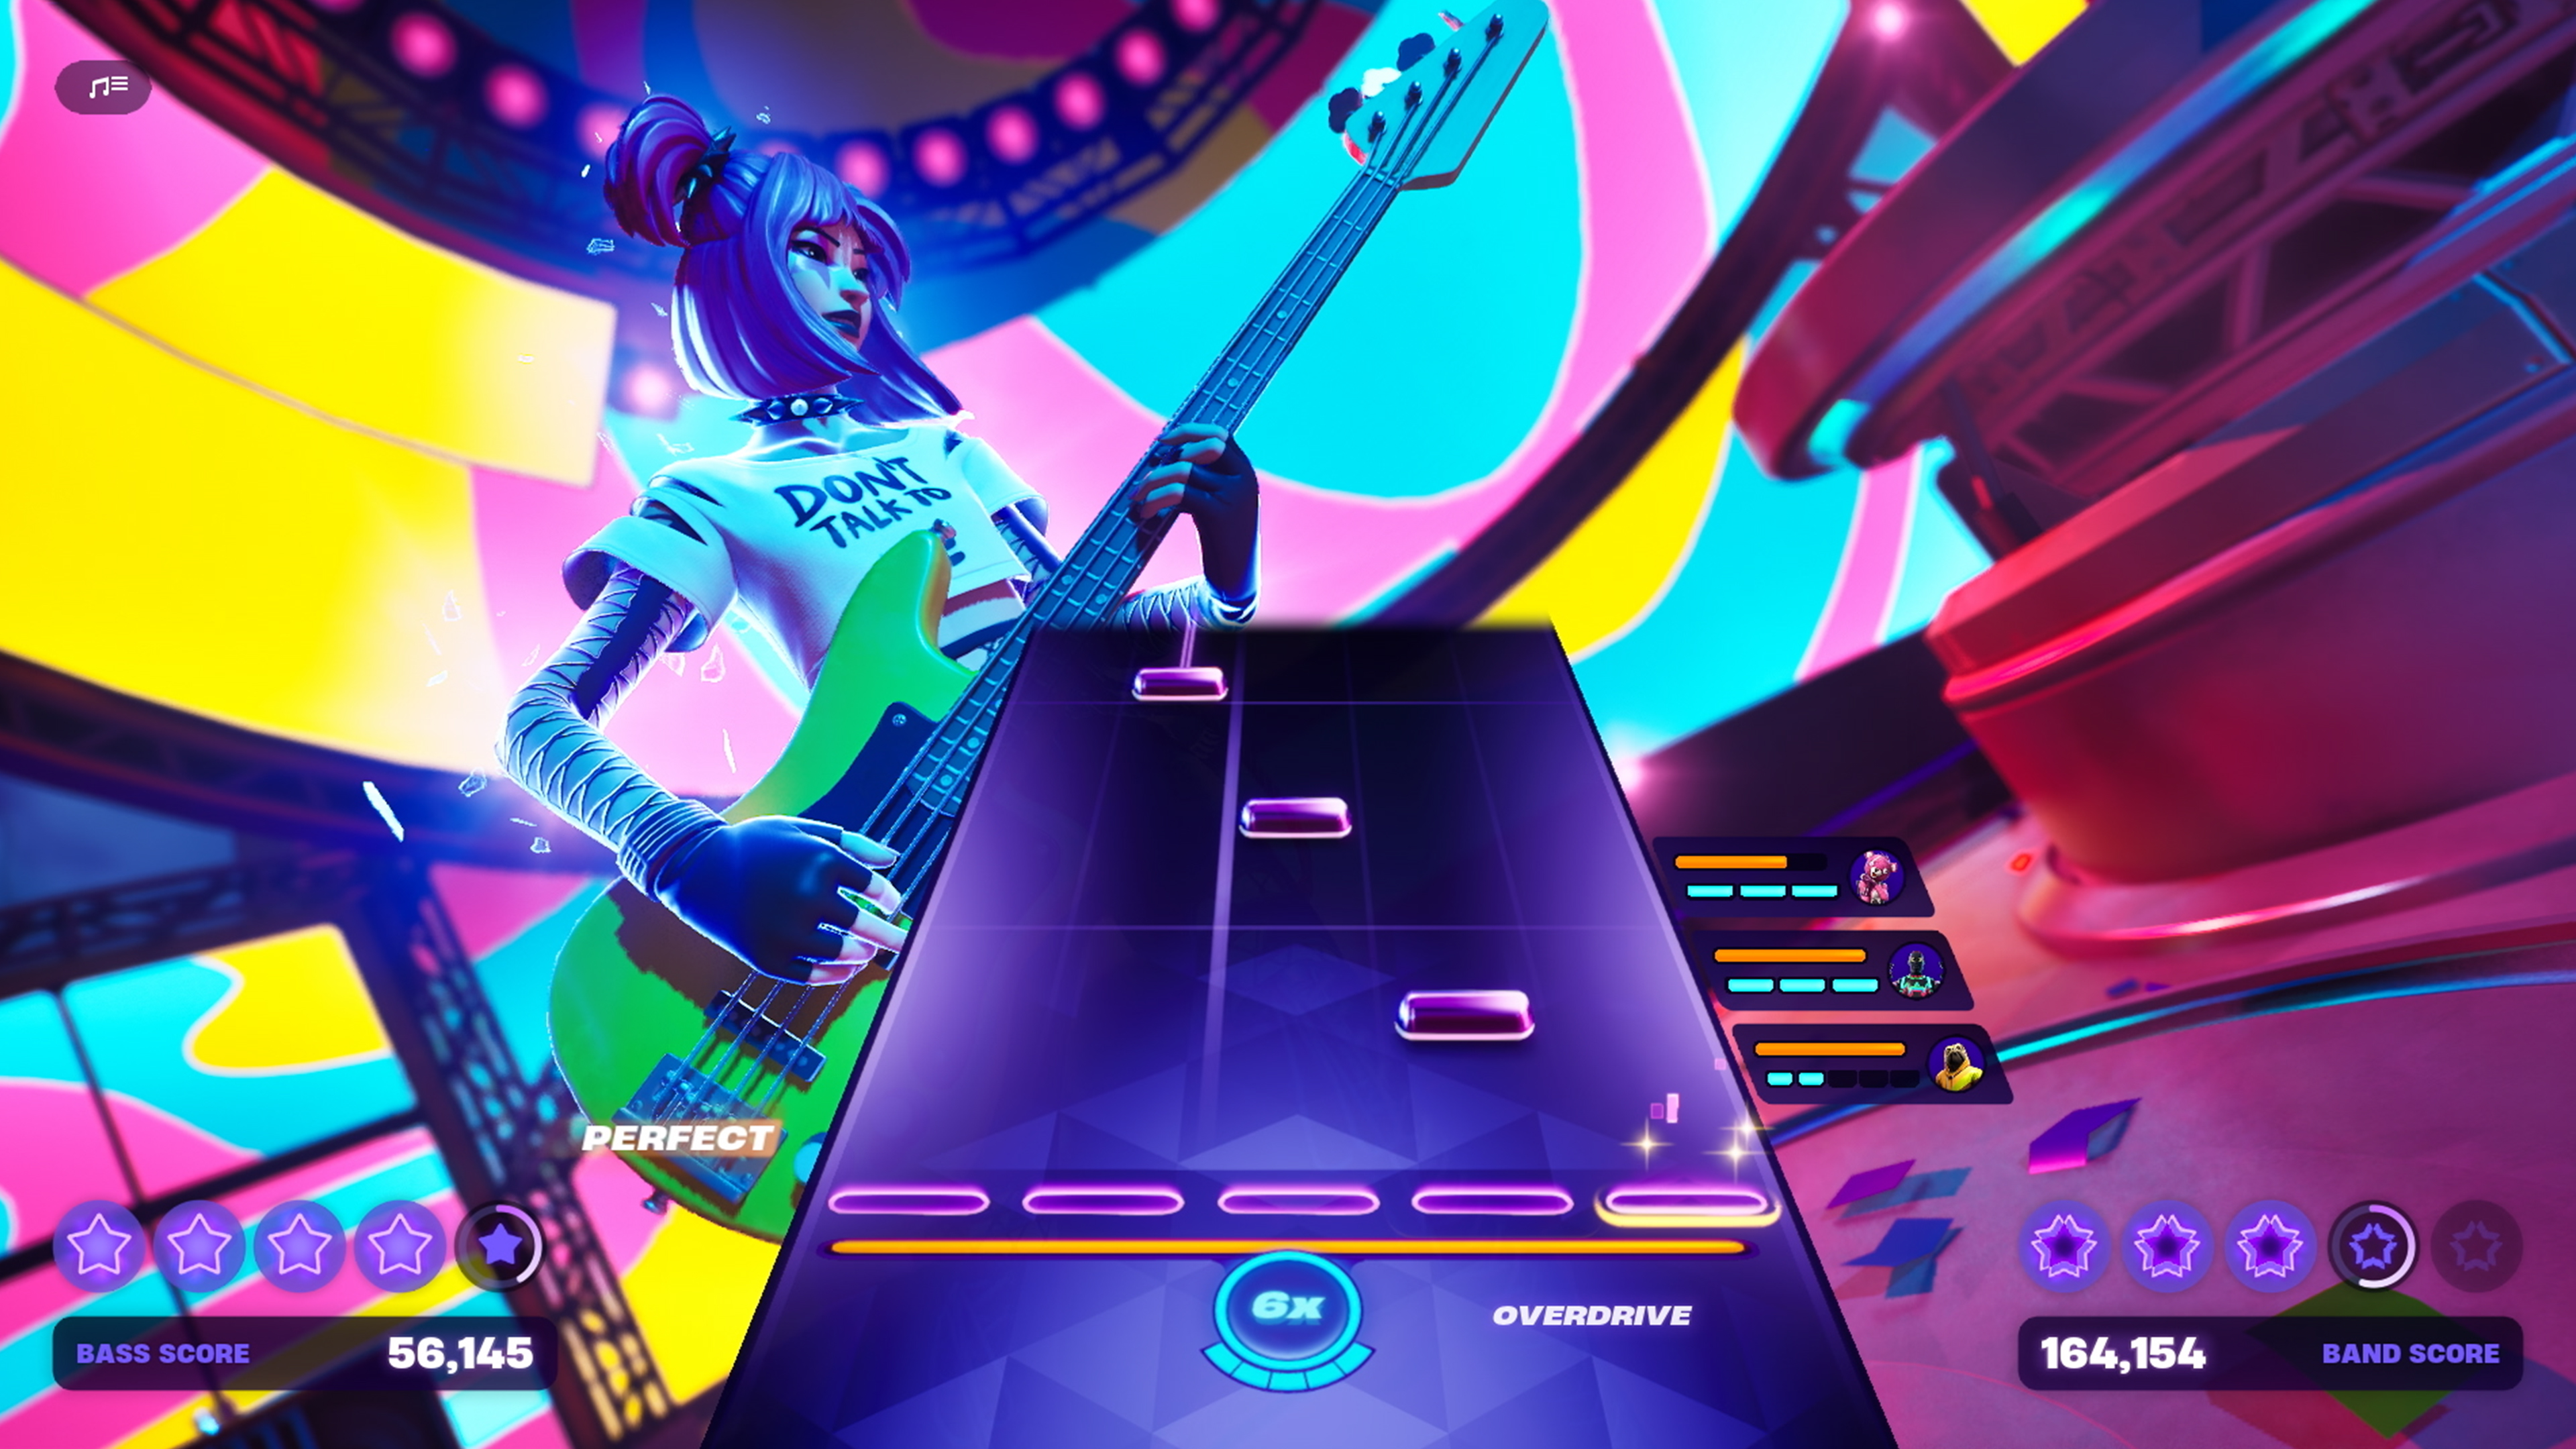 DON'T
TALK TO
PERFECT
6x
OVERDRIVE
BASS SCORE 56,145
164,154 BAND SCORE